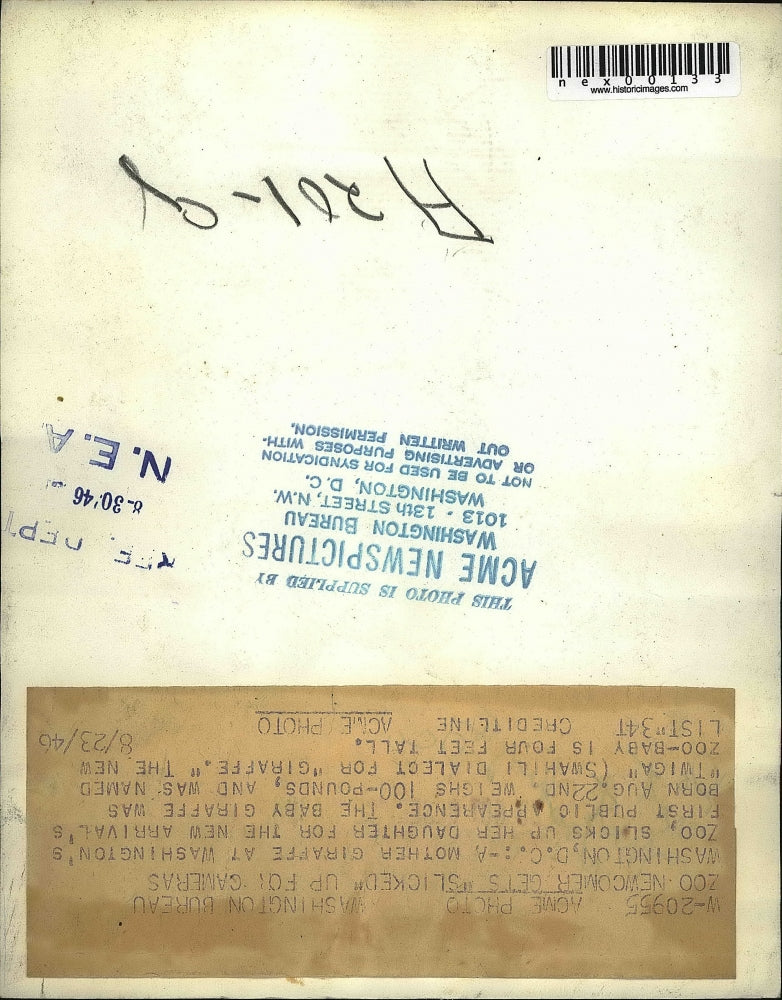 nex00133
www.historicimages.com
A 201-a
THIS PHOTO IS SUPPLIED BY
ACME NEWSPICTURES
WASHINGTON BUREAU
1013 - 13th STREET, N.W.
WASHINGTON, D. C.
NOT TO BE USED FOR SYNDICATION
OR ADVERTISING PURPOSES WITH-
OUT WRITTEN PERMISSION.
8-30'46
N.E.A
W-20955 ACME PHOTO WASHINGTON BUREAU
ZOO NEWCOMER GETS "SLICKED" UP FOR CAMERAS
WASHINGTON, D.C.:-A MOTHER GIRAFFE AT WASHINGTON'S
ZOO, SLICKS UP HER DAUGHTER FOR THE NEW ARRIVAL'S
FIRST PUBLIC APPEARENCE. THE BABY GIRAFFE WAS
BORN AUG.22ND. WEIGHS 100-POUNDS, AND WAS NAMED
"TWIGA" (SWAHILI DIALECT FOR "GIRAFFE." THE NEW
ZOO-BABY IS FOUR FEET TALL.
LIST"34T CREDITLINE ACME PHOTO 8/23/46